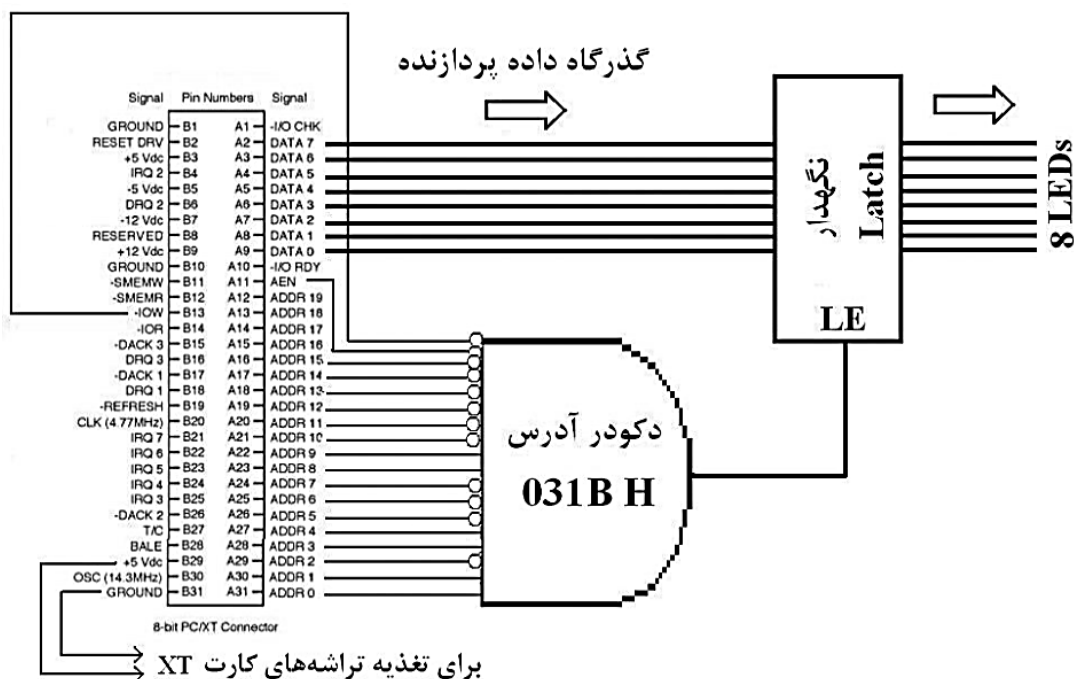 گذرگاه داده پردازنده
Signal Pin Numbers Signal
GROUND B1 A1 -I/O CHK
RESET DRV B2 A2 DATA 7
+5 Vdc B3 A3 DATA 6
IRQ 2 B4 A4 DATA 5
-5 Vdc B5 A5 DATA 4
DRQ 2 B6 A6 DATA 3
-12 Vdc B7 A7 DATA 2
RESERVED B8 A8 DATA 1
+12 Vdc B9 A9 DATA 0
GROUND B10 A10 -I/O RDY
-SMEMW B11 A11 AEN
-SMEMR B12 A12 ADDR 19
-IOW B13 A13 ADDR 18
-IOR B14 A14 ADDR 17
-DACK 3 B15 A15 ADDR 16
DRQ 3 B16 A16 ADDR 15
-DACK 1 B17 A17 ADDR 14
DRQ 1 B18 A18 ADDR 13
-REFRESH B19 A19 ADDR 12
CLK (4.77MHz) B20 A20 ADDR 11
IRQ 7 B21 A21 ADDR 10
IRQ 6 B22 A22 ADDR 9
IRQ 5 B23 A23 ADDR 8
IRQ 4 B24 A24 ADDR 7
IRQ 3 B25 A25 ADDR 6
-DACK 2 B26 A26 ADDR 5
T/C B27 A27 ADDR 4
BALE B28 A28 ADDR 3
+5 Vdc B29 A29 ADDR 2
OSC (14.3MHz) B30 A30 ADDR 1
GROUND B31 A31 ADDR 0
8-bit PC/XT Connector
برای تغذیه تراشه‌های کارت XT
دکودر آدرس
031B H
نگهدار
Latch
LE
8 LEDs